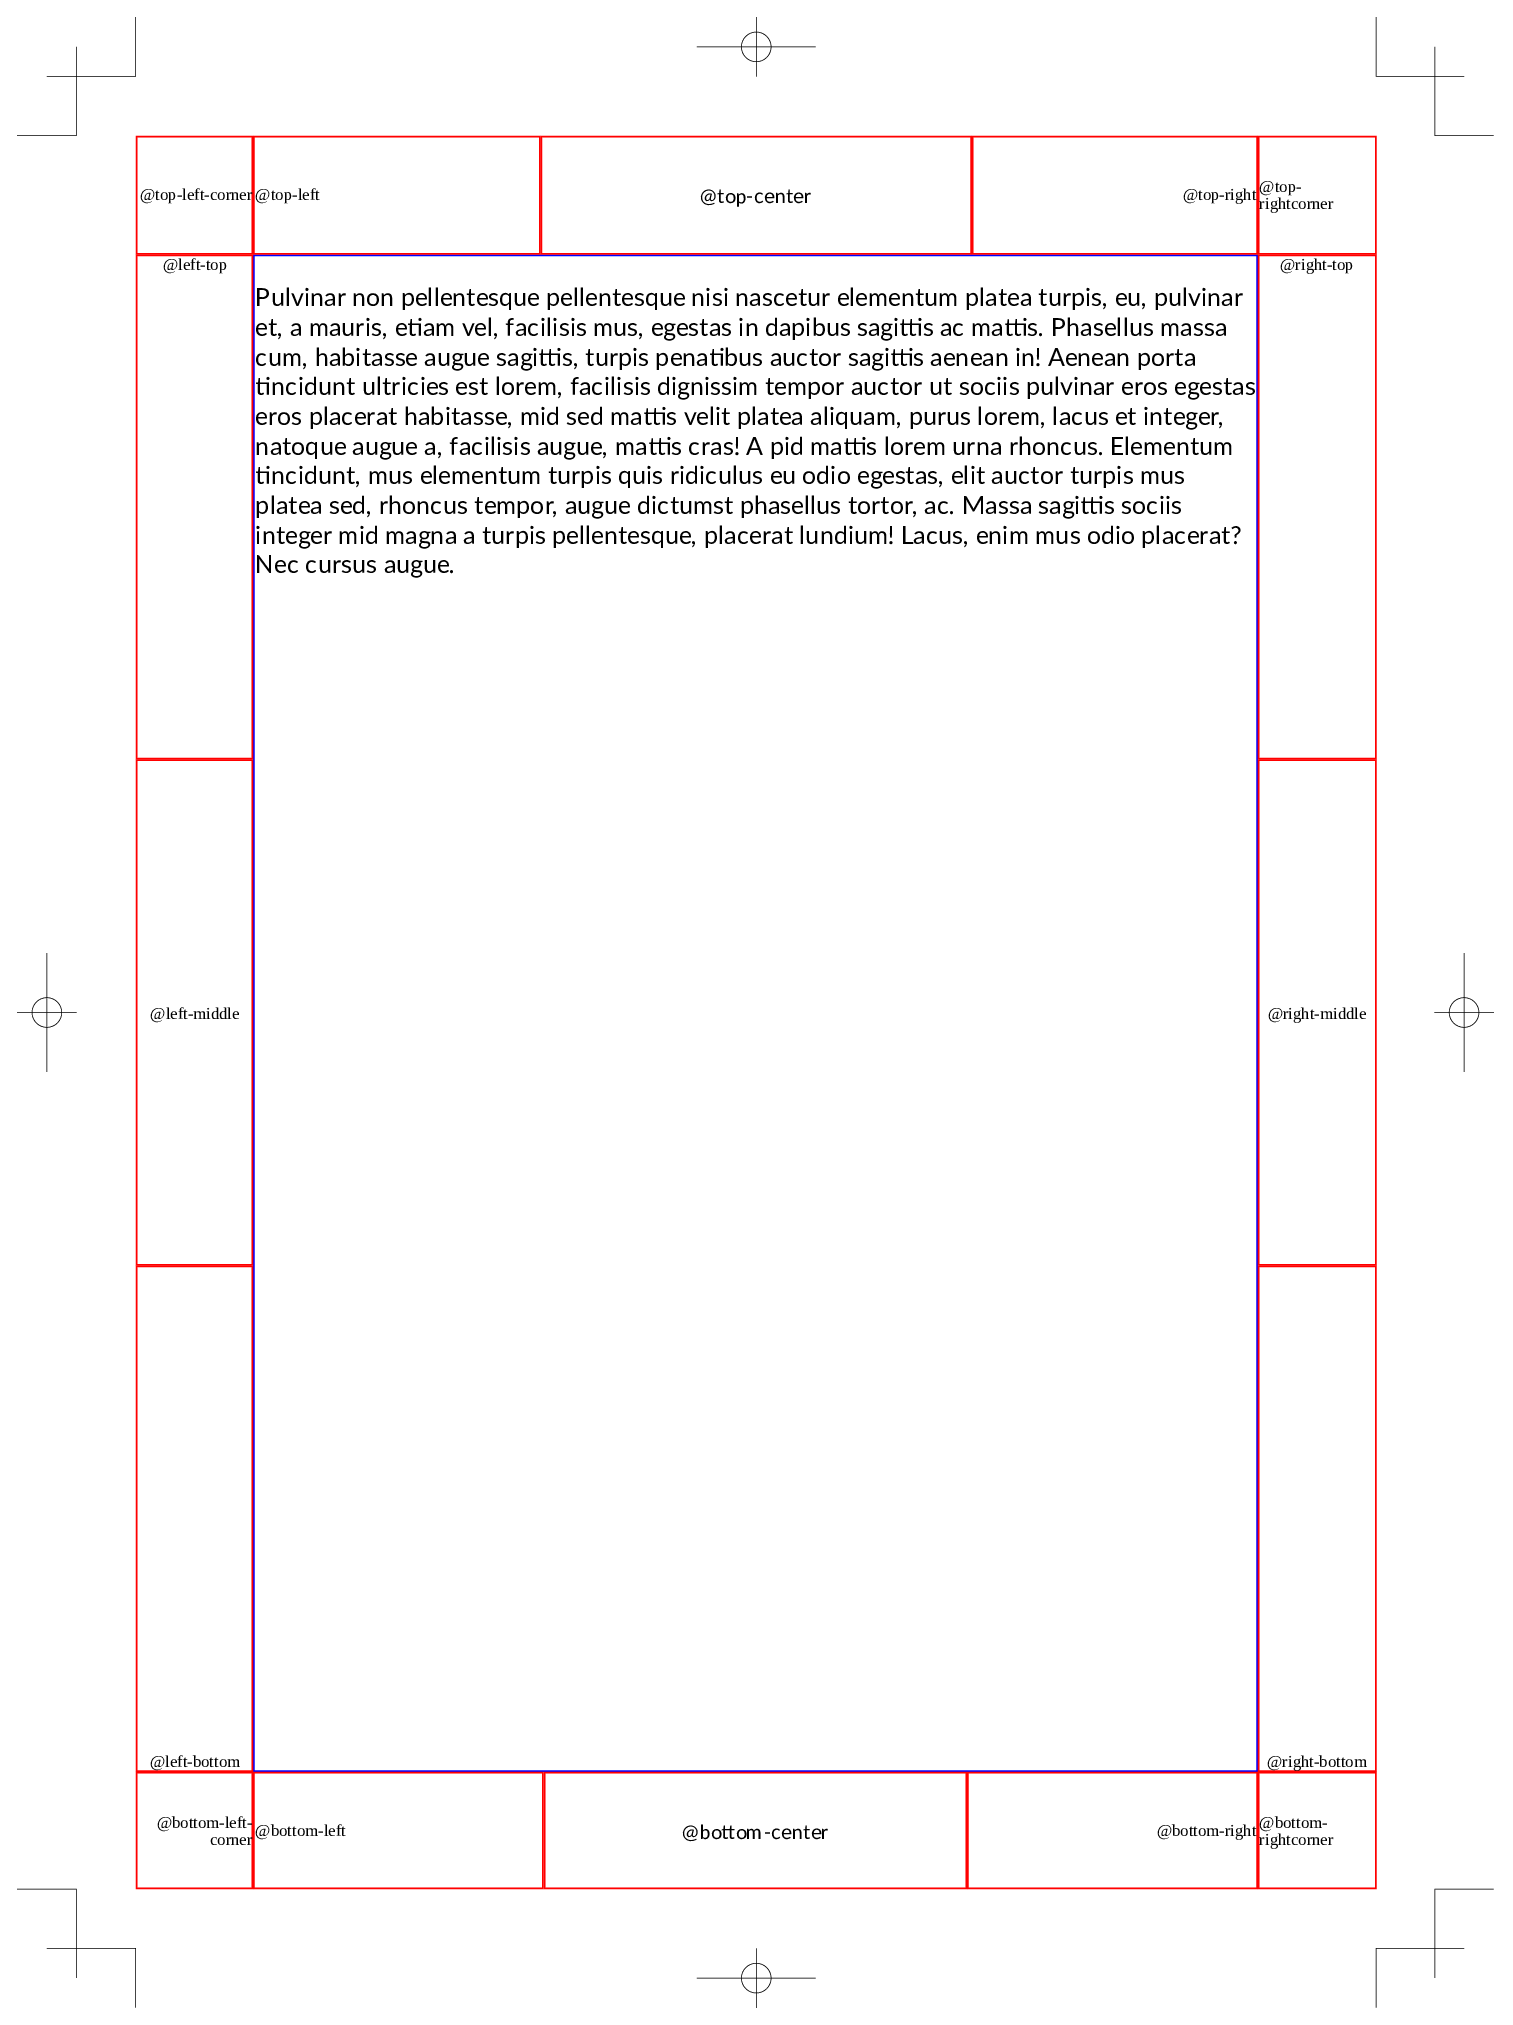 @top-left-corner
@top-left
@top-center
@top-right
@top-
rightcorner
@left-top
@right-top
Pulvinar non pellentesque pellentesque nisi nascetur elementum platea turpis, eu, pulvinar
et, a mauris, etiam vel, facilisis mus, egestas in dapibus sagittis ac mattis. Phasellus massa
cum, habitasse augue sagittis, turpis penatibus auctor sagittis aenean in! Aenean porta
tincidunt ultricies est lorem, facilisis dignissim tempor auctor ut sociis pulvinar eros egestas
eros placerat habitasse, mid sed mattis velit platea aliquam, purus lorem, lacus et integer,
natoque augue a, facilisis augue, mattis cras! A pid mattis lorem urna rhoncus. Elementum
tincidunt, mus elementum turpis quis ridiculus eu odio egestas, elit auctor turpis mus
platea sed, rhoncus tempor, augue dictumst phasellus tortor, ac. Massa sagittis sociis
integer mid magna a turpis pellentesque, placerat lundium! Lacus, enim mus odio placerat?
Nec cursus augue.
@left-middle
@right-middle
@left-bottom
@right-bottom
@bottom-left-
corner
@bottom-left
@bottom-center
@bottom-right
@bottom-
rightcorner